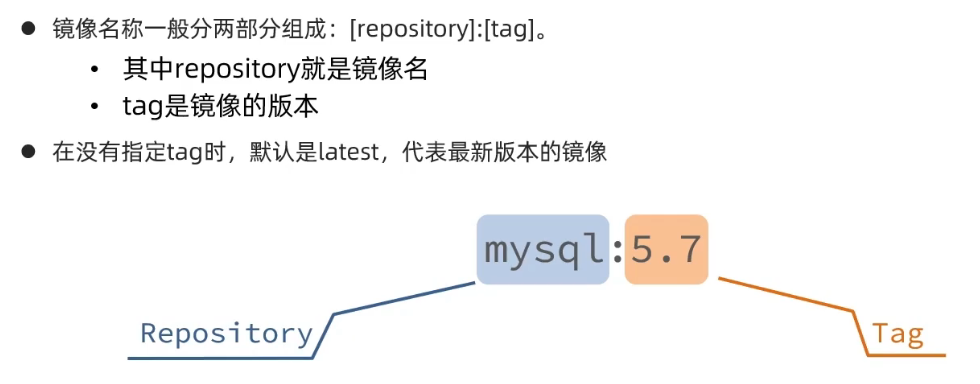 ● 镜像名称一般分两部分组成：[repository]:[tag]。
• 其中repository就是镜像名
• tag是镜像的版本
● 在没有指定tag时，默认是latest，代表最新版本的镜像
mysql:5.7
Repository
Tag